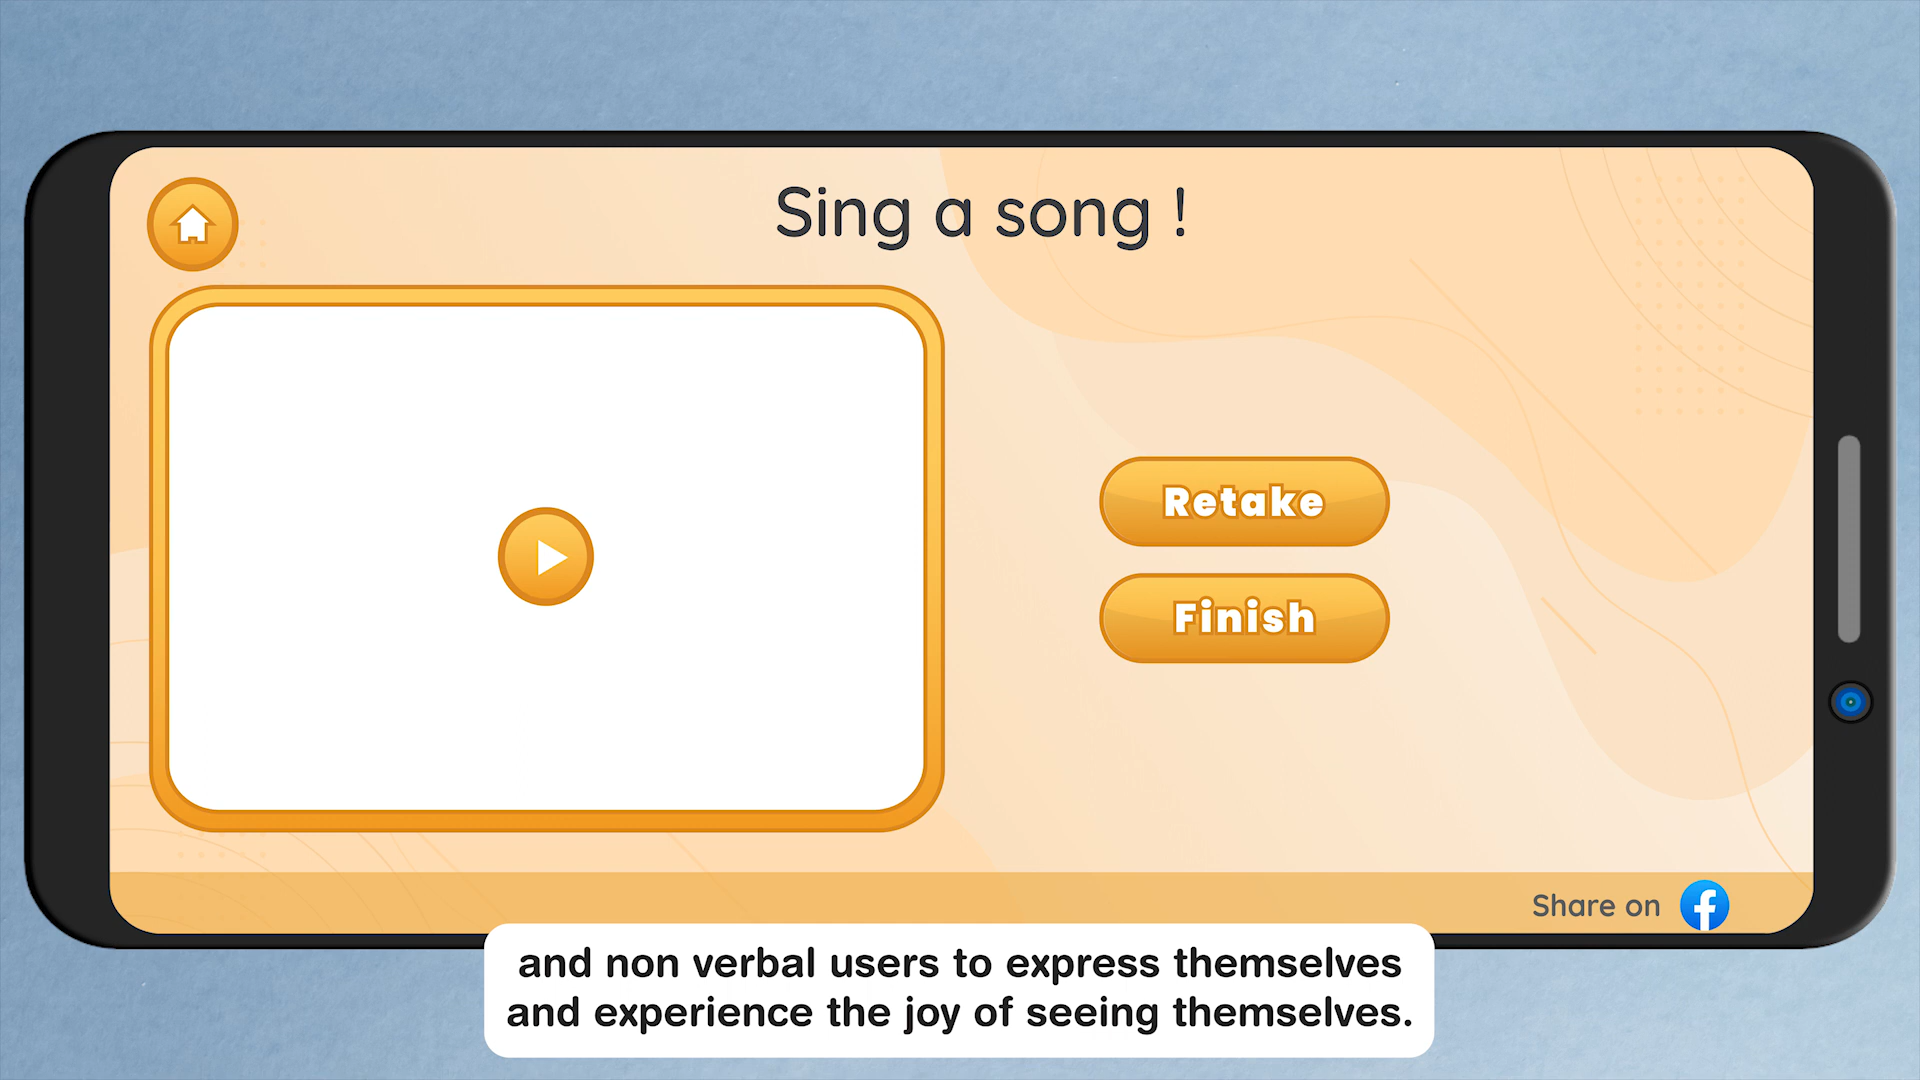 Sing a song !
Retake
Finish
Share on
and non verbal users to express themselves
and experience the joy of seeing themselves.